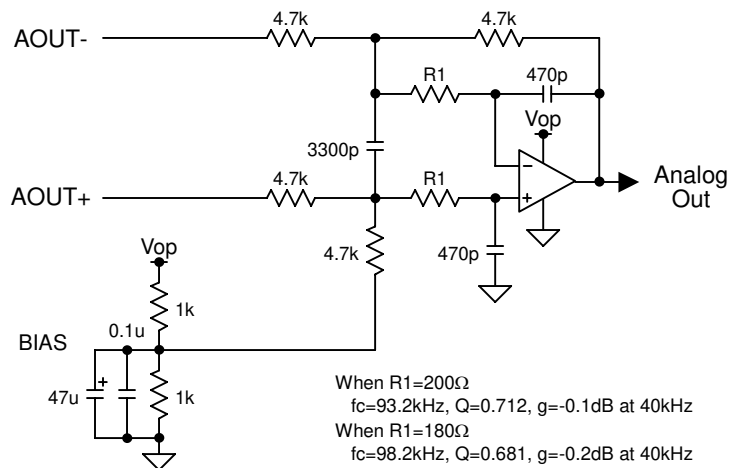 4.7k
4.7k
AOUT-
R1
470p
Vop
3300p
4.7k
AOUT+
R1
Analog
Out
-
+
4.7k
470p
Vop
1k
0.1u
BIAS
+
47u
1k
When R1=200Ω
fc=93.2kHz, Q=0.712, g=-0.1dB at 40kHz
When R1=180Ω
fc=98.2kHz, Q=0.681, g=-0.2dB at 40kHz